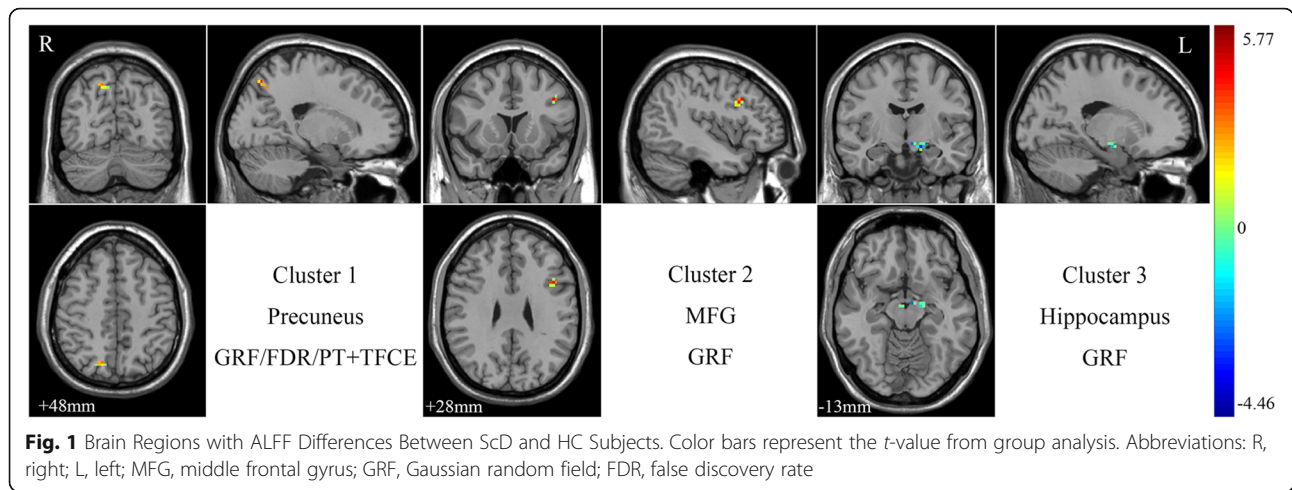 R
L
5.77
0
-4.46
Cluster 1
Precuneus
GRF/FDR/PT+TFCE
+48mm
Cluster 2
MFG
GRF
+28mm
Cluster 3
Hippocampus
GRF
-13mm
Fig. 1 Brain Regions with ALFF Differences Between ScD and HC Subjects. Color bars represent the t-value from group analysis. Abbreviations: R,
right; L, left; MFG, middle frontal gyrus; GRF, Gaussian random field; FDR, false discovery rate